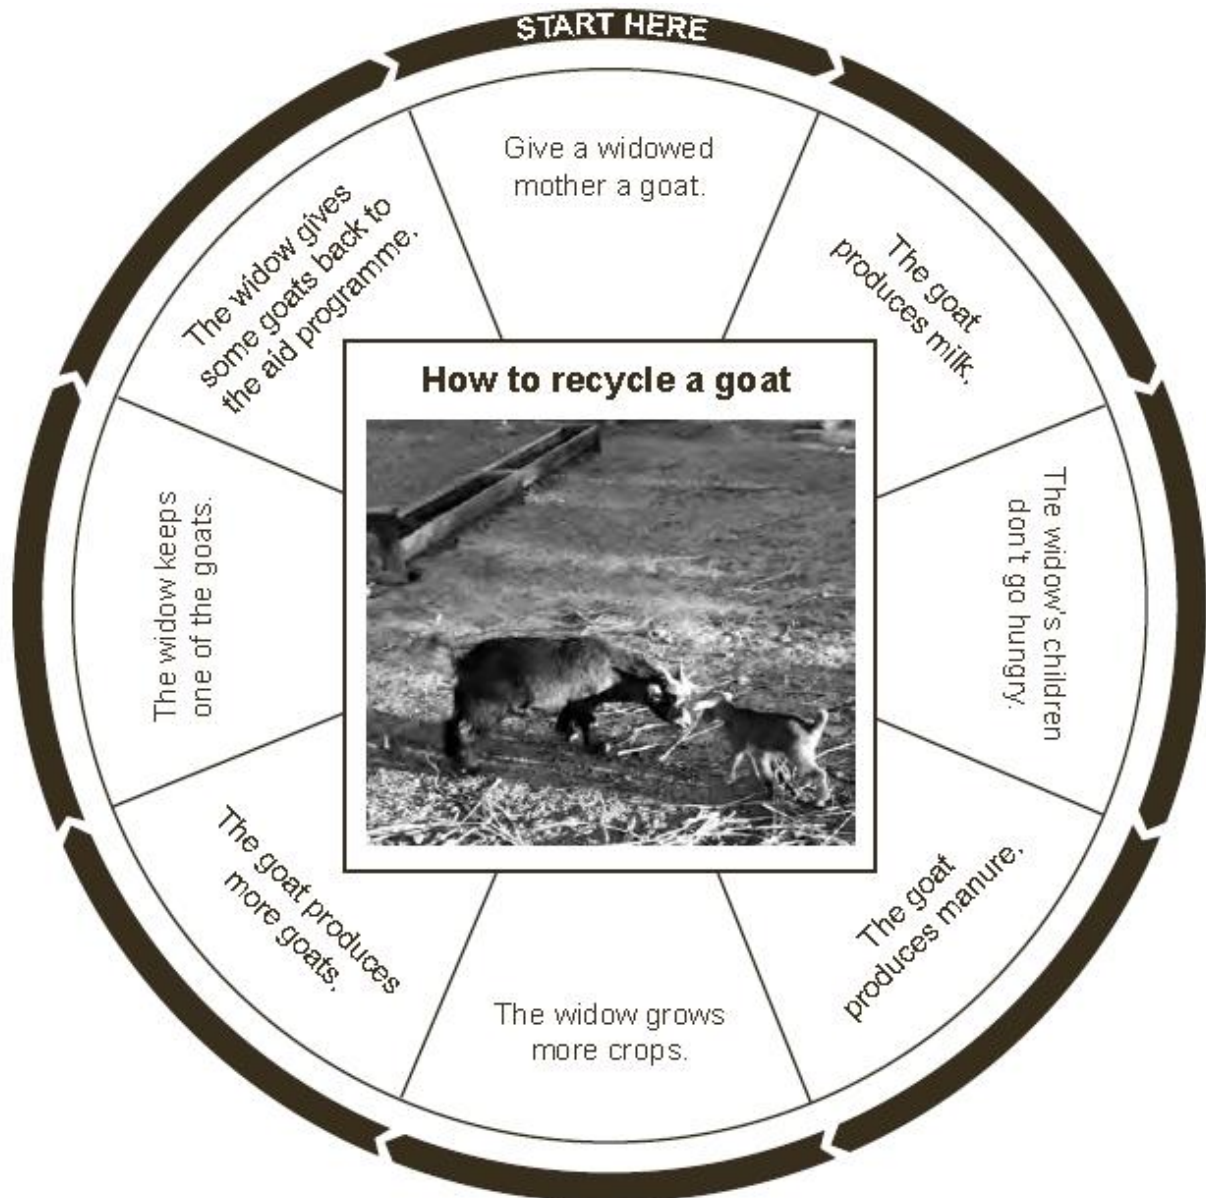 START HERE
Give a widowed
mother a goat.
The goat
produces milk.
The widow's children
don't go hungry
The goat
produces manure.
The widow grows
more crops.
The goat produces
more goats.
The widow keeps
one of the goats.
The widow gives
some goats back to
the aid programme.
How to recycle a goat